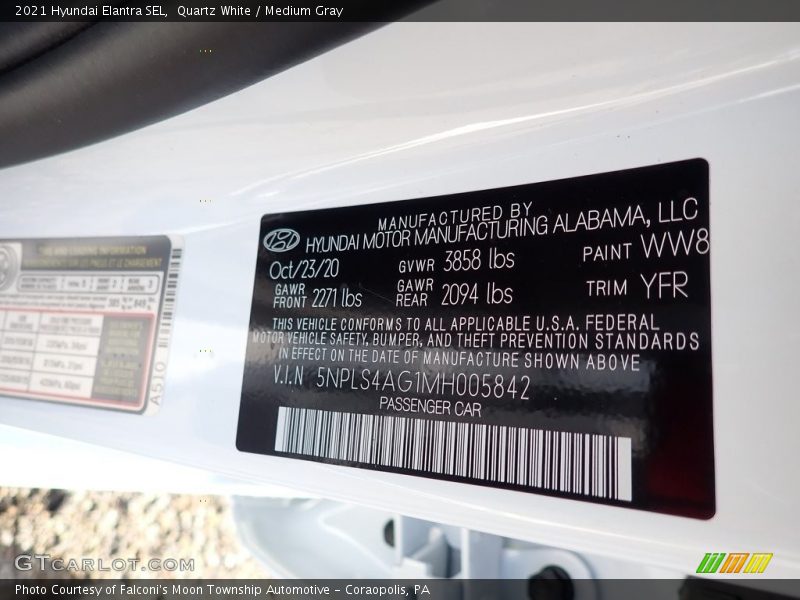 2021 Hyundai Elantra SEL, Quartz White / Medium Gray
MANUFACTURED BY
HYUNDAI MOTOR MANUFACTURING ALABAMA, LLC
Oct/23/20 GVWR 3858 lbs PAINT WW8
GAWR FRONT 2271 lbs GAWR REAR 2094 lbs TRIM YFR
THIS VEHICLE CONFORMS TO ALL APPLICABLE U.S.A. FEDERAL
MOTOR VEHICLE SAFETY, BUMPER, AND THEFT PREVENTION STANDARDS
IN EFFECT ON THE DATE OF MANUFACTURE SHOWN ABOVE
V.I.N 5NPLS4AG1MH005842
PASSENGER CAR
A510
GTCARLOT.COM
Photo Courtesy of Falconi's Moon Township Automotive – Coraopolis, PA